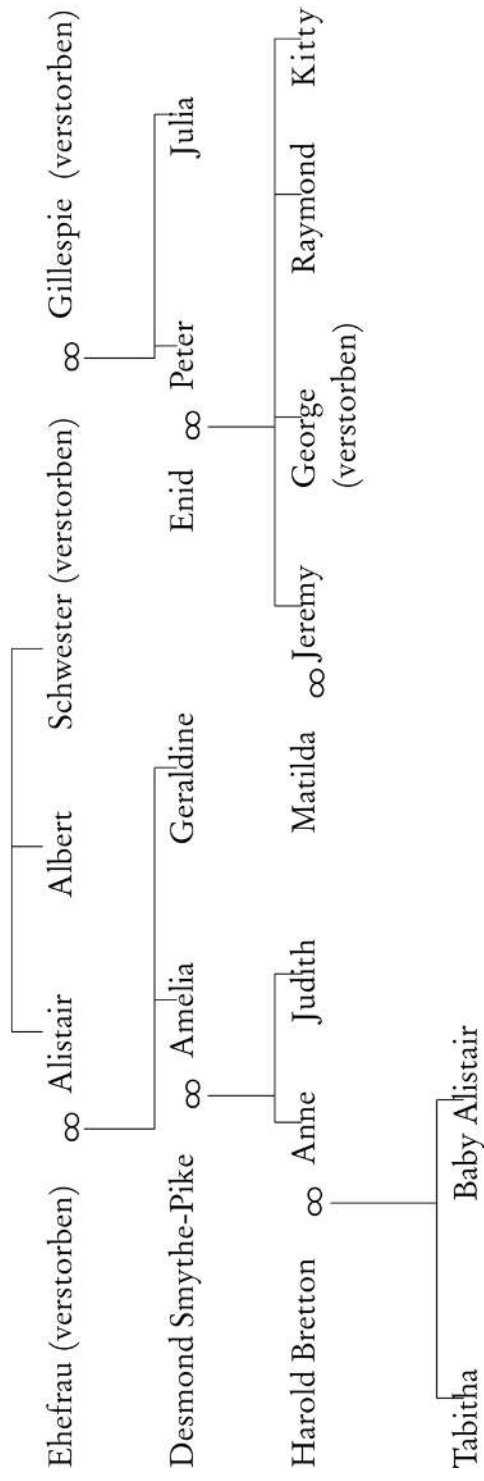 Ehefrau (verstorben) ∞ Alistair Albert Schwester (verstorben) ∞ Gillespie (verstorben)
Desmond Smythe-Pike ∞ Amelia Geraldine Enid ∞ Peter Julia
Harold Bretton ∞ Anne Judith Matilda ∞ Jeremy George Raymond Kitty
(verstorben)
Tabitha Baby Alistair